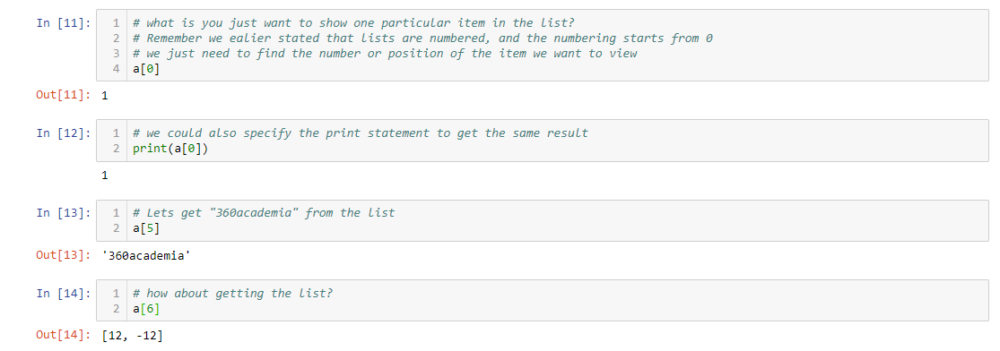 In [11]: 1 # what is you just want to show one particular item in the list?
2 # Remember we ealier stated that lists are numbered, and the numbering starts from 0
3 # we just need to find the number or position of the item we want to view
4 a[0]
Out[11]: 1
In [12]: 1 # we could also specify the print statement to get the same result
2 print(a[0])
1
In [13]: 1 # Lets get "360academia" from the list
2 a[5]
Out[13]: '360academia'
In [14]: 1 # how about getting the list?
2 a[6]
Out[14]: [12, -12]